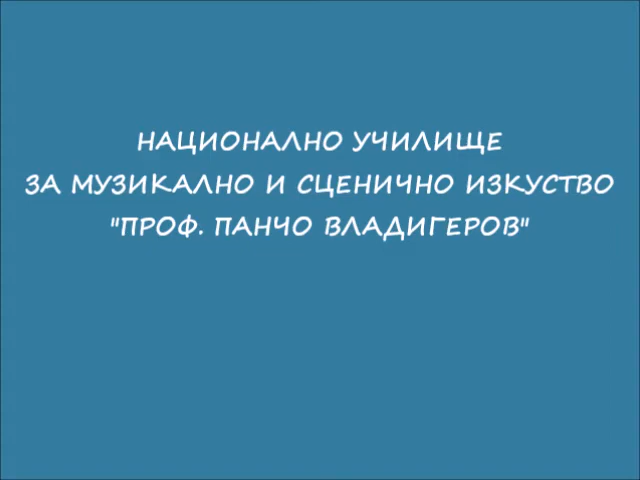 НАЦИОНАЛНО УЧИЛИЩЕ
ЗА МУЗИКАЛНО И СЦЕНИЧНО ИЗКУСТВО
"ПРОФ. ПАНЧО ВЛАДИГЕРОВ"